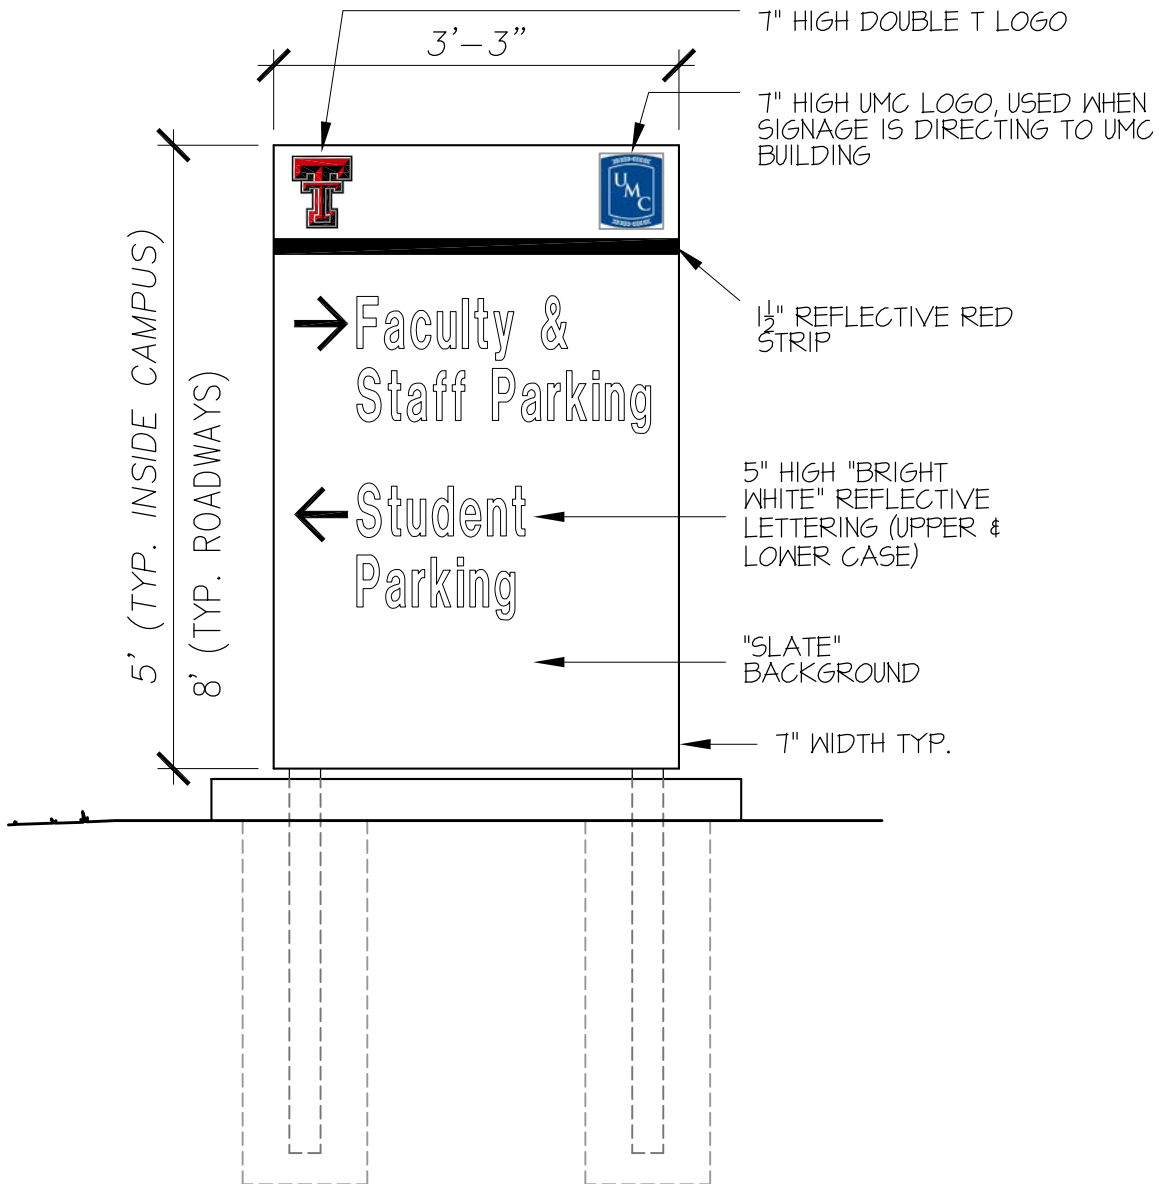 7" HIGH DOUBLE T LOGO
3'-3"
7" HIGH UMC LOGO, USED WHEN
SIGNAGE IS DIRECTING TO UMC
BUILDING
UMC
5' (TYP. INSIDE CAMPUS)
8' (TYP. ROADWAYS)
1 1/2" REFLECTIVE RED
STRIP
Faculty &
Staff Parking
5" HIGH "BRIGHT
WHITE" REFLECTIVE
LETTERING (UPPER &
LOWER CASE)
Student
Parking
"SLATE"
BACKGROUND
7" WIDTH TYP.